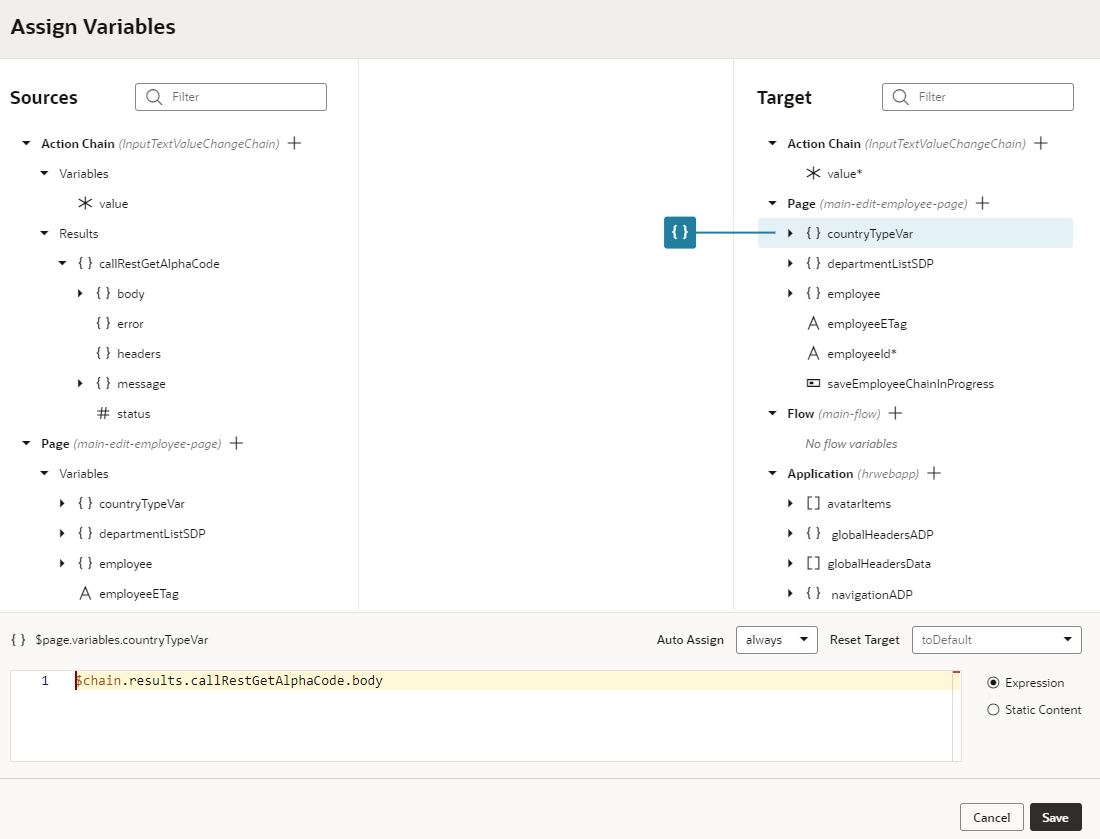 Assign Variables
Sources
Filter
Action Chain (InputTextValueChangeChain)
Variables
value
Results
{ } callRestGetAlphaCode
{ } body
{ } error
{ } headers
{ } message
# status
Page (main-edit-employee-page)
Variables
{ } countryTypeVar
{ } departmentListSDP
{ } employee
A employeeETag
{ }
Target
Filter
Action Chain (InputTextValueChangeChain)
value*
Page (main-edit-employee-page)
{ } countryTypeVar
{ } departmentListSDP
{ } employee
A employeeETag
A employeeId*
saveEmployeeChainInProgress
Flow (main-flow)
No flow variables
Application (hrwebapp)
[ ] avatarItems
{ } globalHedersADP
[ ] globalHedersData
{ } navigationADP
{ } $page.variables.countryTypeVar
Auto Assign always Reset Target toDefault
1 $chain.results.callRestGetAlphaCode.body
Expression
Static Content
Cancel Save